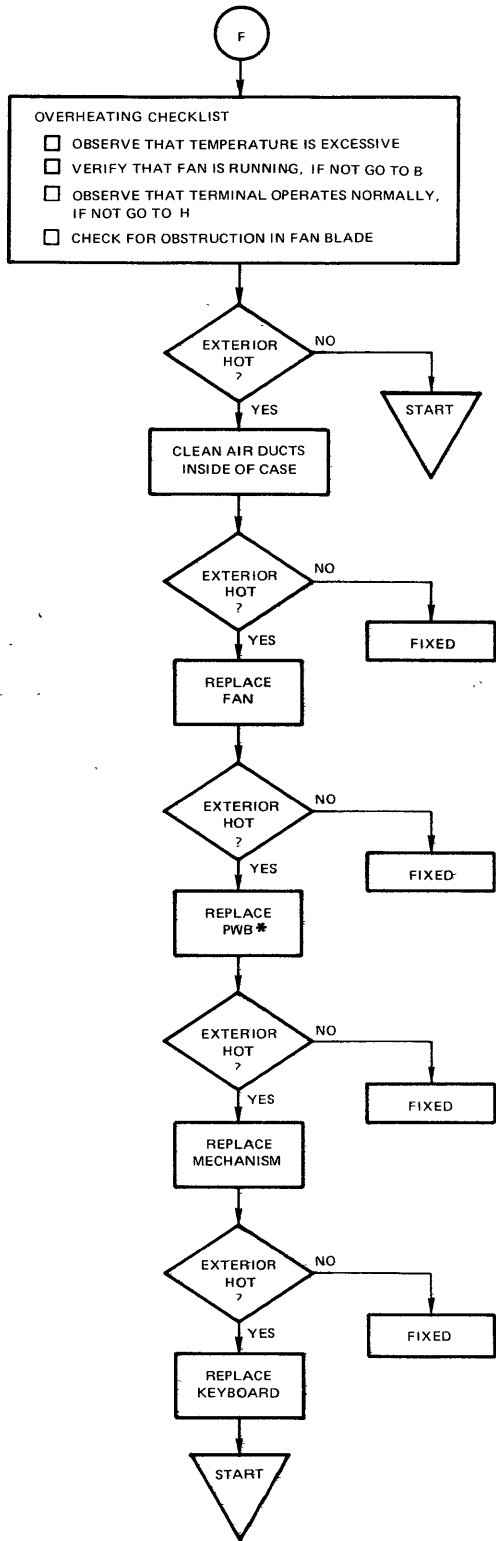 F
OVERHEATING CHECKLIST
OBSERVE THAT TEMPERATURE IS EXCESSIVE
VERIFY THAT FAN IS RUNNING, IF NOT GO TO B
OBSERVE THAT TERMINAL OPERATES NORMALLY,
IF NOT GO TO H
CHECK FOR OBSTRUCTION IN FAN BLADE
EXTERIOR
HOT
?
NO
START
YES
CLEAN AIR DUCTS
INSIDE OF CASE
EXTERIOR
HOT
?
NO
FIXED
YES
REPLACE
FAN
EXTERIOR
HOT
?
NO
FIXED
YES
REPLACE
PWB*
EXTERIOR
HOT
?
NO
FIXED
YES
REPLACE
MECHANISM
EXTERIOR
HOT
?
NO
FIXED
YES
REPLACE
KEYBOARD
START